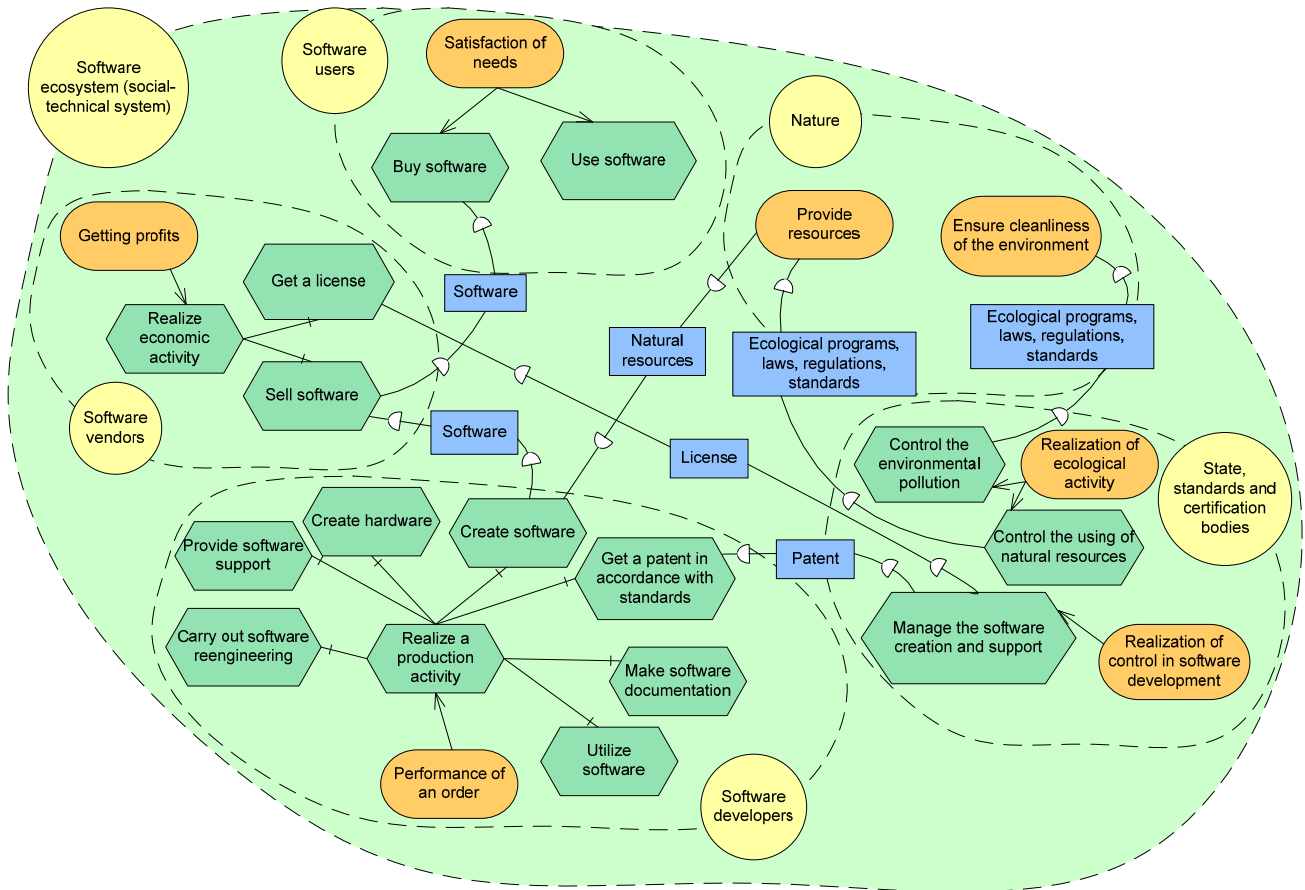 Software
ecosystem (social-
technical system)
Software
users
Satisfaction of
needs
Nature
Buy software
Use software
Getting profits
Provide
resources
Ensure cleanliness
of the environment
Get a license
Software
Realize
economic
activity
Natural
resources
Ecological programs,
laws, regulations,
standards
Ecological programs,
laws, regulations,
standards
Sell software
Software
vendors
Software
License
Control the
environmental
pollution
Realization of
ecological
activity
State,
standards and
certification
bodies
Create hardware
Create software
Provide software
support
Get a patent in
accordance with
standards
Patent
Control the using of
natural resources
Carry out software
reengineering
Realize a
production
activity
Manage the software
creation and support
Realization of
control in software
development
Make software
documentation
Utilize
software
Performance of
an order
Software
developers